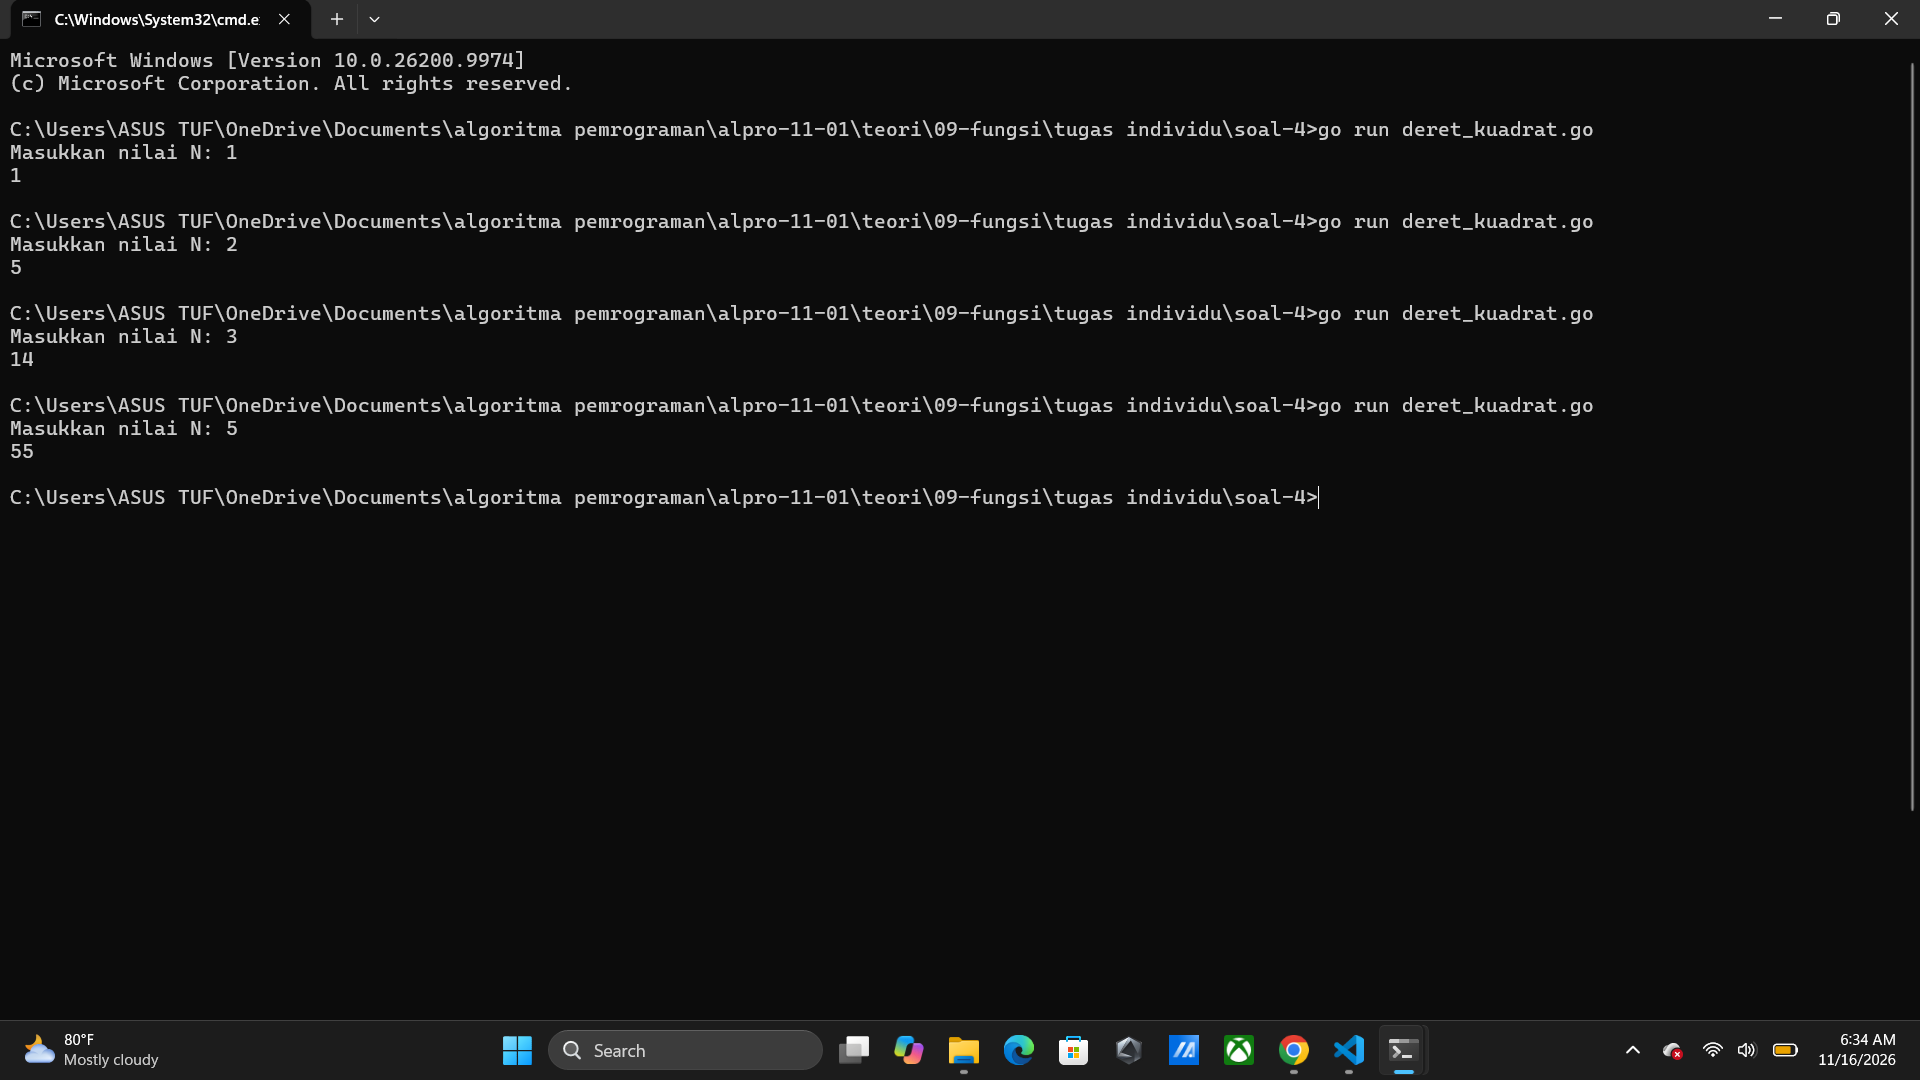 C:\Windows\System32\cmd.e
Microsoft Windows [Version 10.0.26200.9974]
(c) Microsoft Corporation. All rights reserved.
C:\Users\ASUS TUF\OneDrive\Documents\algoritma pemrograman\alpro-11-01\teori\09-fungsi\tugas individu\soal-4>go run deret_kuadrat.go
Masukkan nilai N: 1
1
C:\Users\ASUS TUF\OneDrive\Documents\algoritma pemrograman\alpro-11-01\teori\09-fungsi\tugas individu\soal-4>go run deret_kuadrat.go
Masukkan nilai N: 2
5
C:\Users\ASUS TUF\OneDrive\Documents\algoritma pemrograman\alpro-11-01\teori\09-fungsi\tugas individu\soal-4>go run deret_kuadrat.go
Masukkan nilai N: 3
14
C:\Users\ASUS TUF\OneDrive\Documents\algoritma pemrograman\alpro-11-01\teori\09-fungsi\tugas individu\soal-4>go run deret_kuadrat.go
Masukkan nilai N: 5
55
C:\Users\ASUS TUF\OneDrive\Documents\algoritma pemrograman\alpro-11-01\teori\09-fungsi\tugas individu\soal-4>
80°F
Mostly cloudy
Search
6:34 AM
11/16/2026